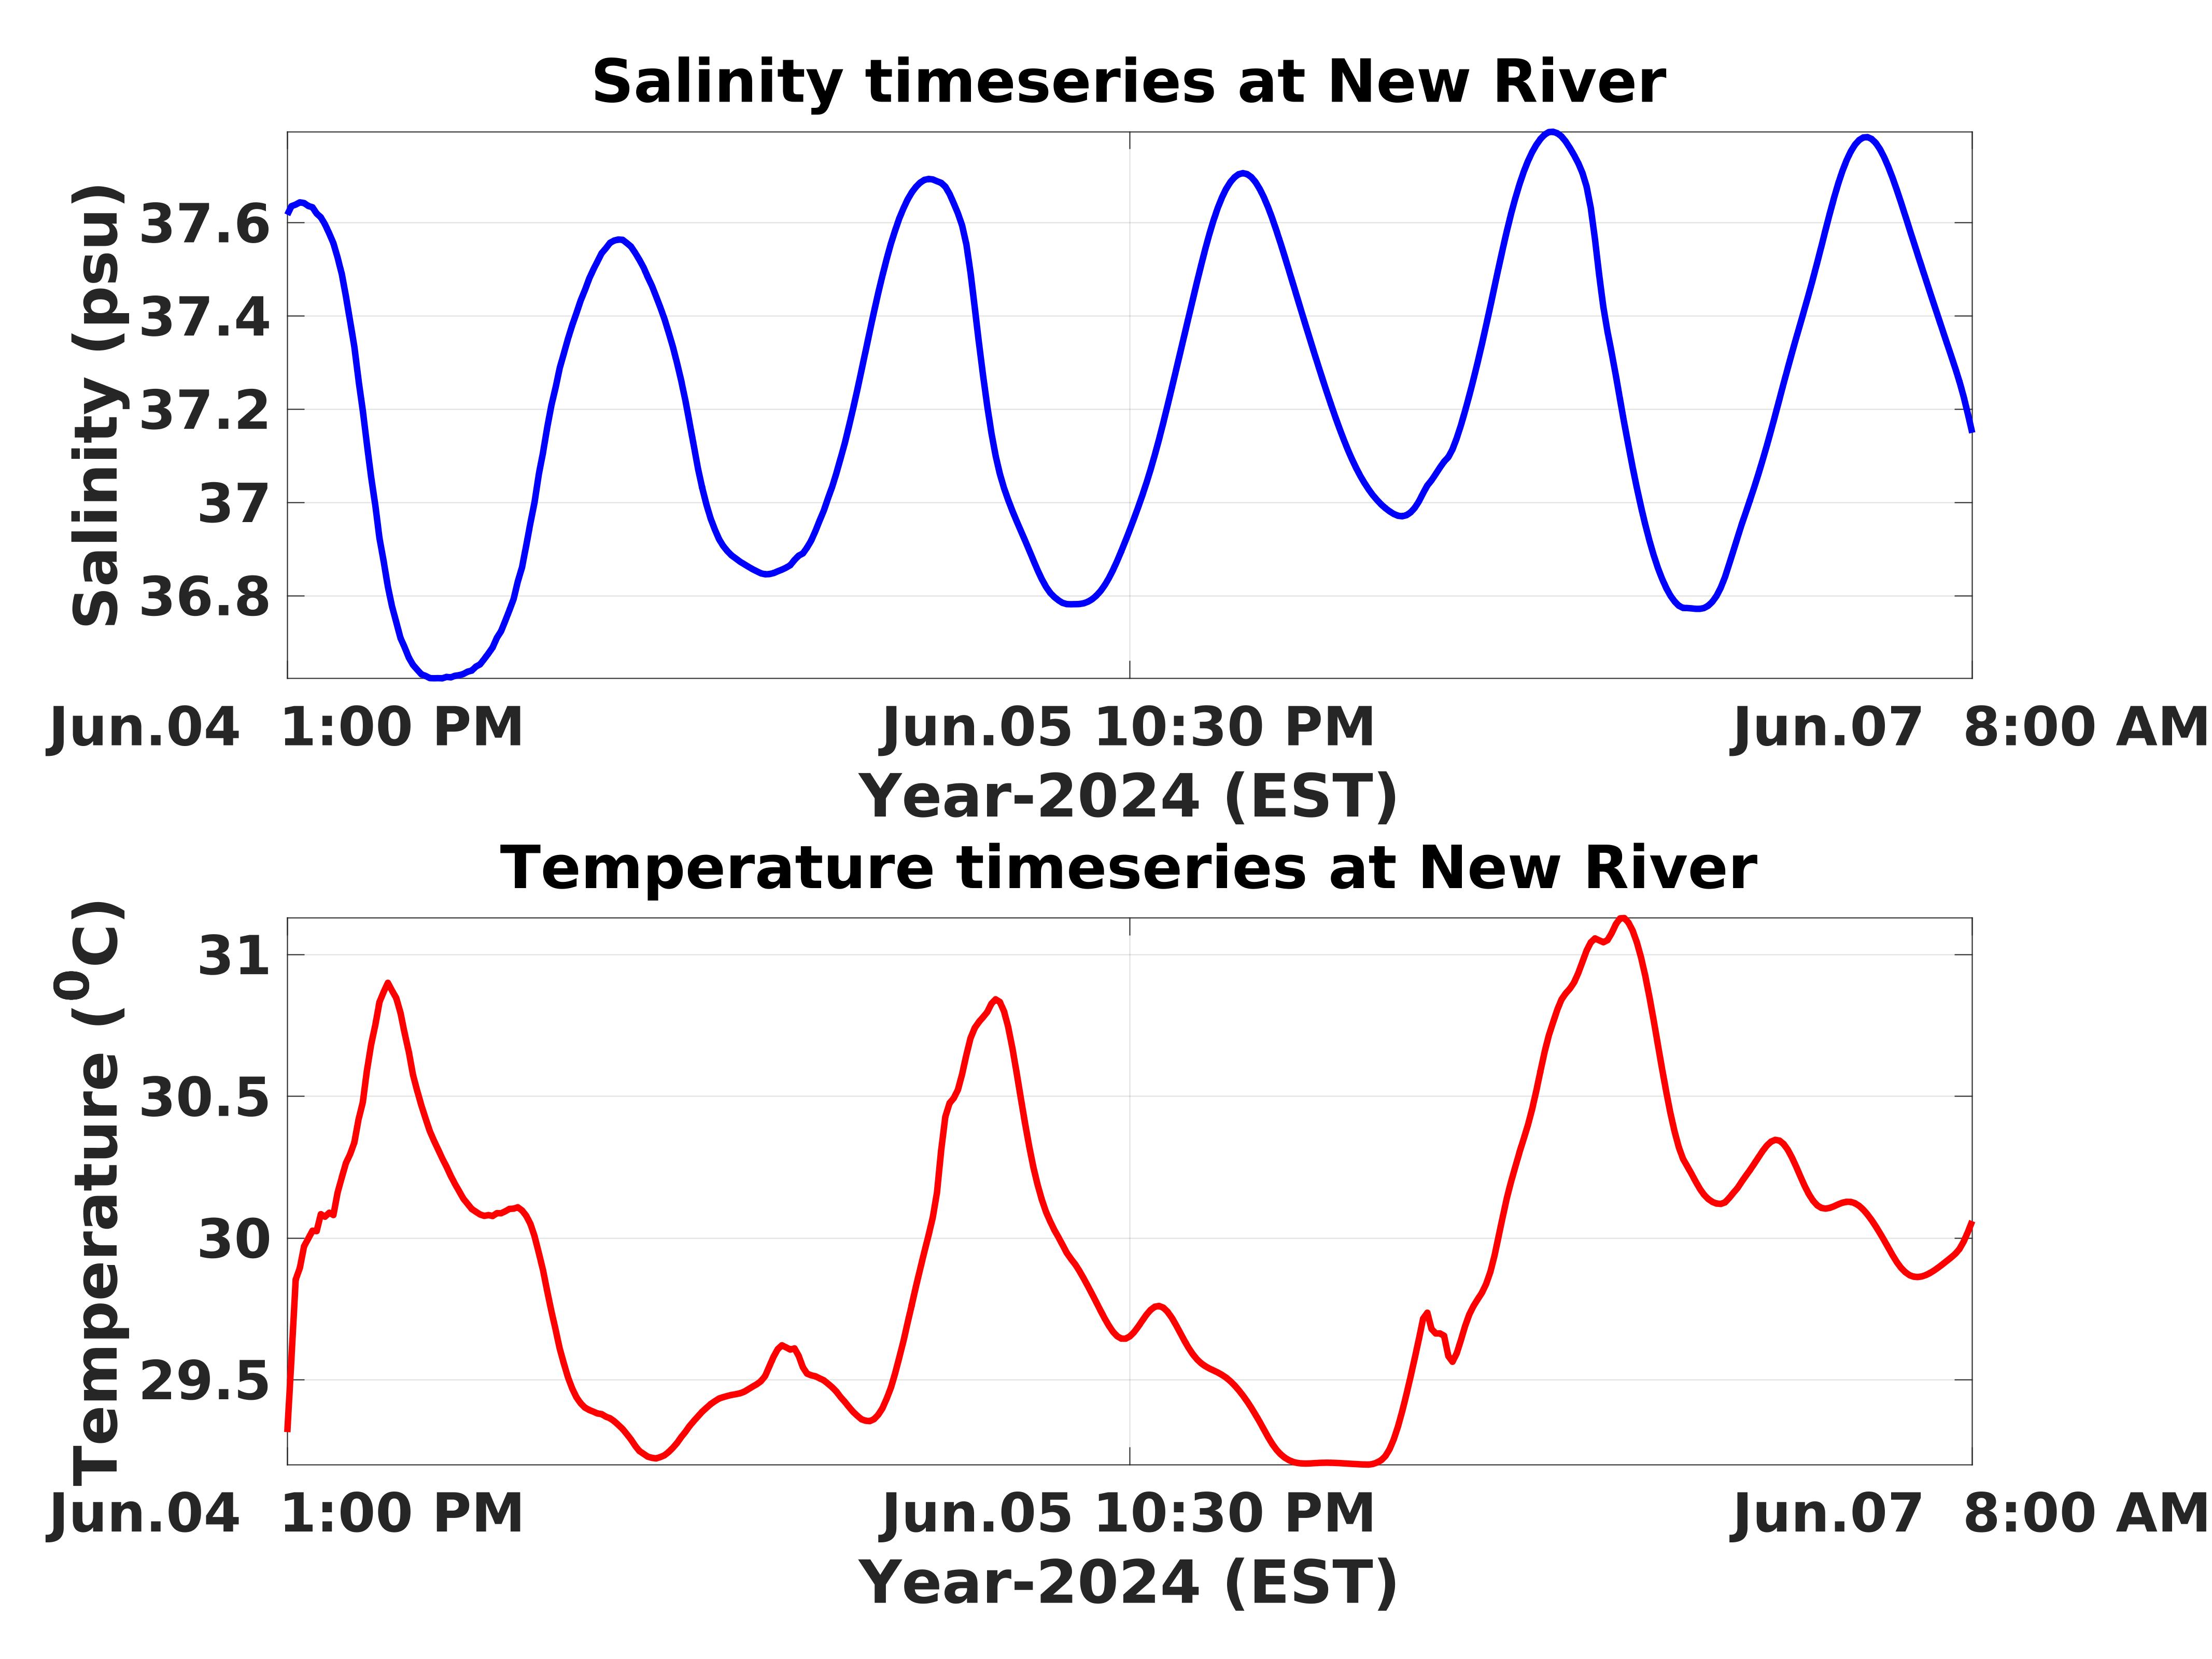 Salinity timeseries at New River
Salinity (psu)
37.6
37.4
37.2
37
36.8
Jun.04  1:00 PM
Jun.05 10:30 PM
Jun.07  8:00 AM
Year-2024 (EST)
Temperature timeseries at New River
Temperature (⁰C)
31
30.5
30
29.5
Jun.04  1:00 PM
Jun.05 10:30 PM
Jun.07  8:00 AM
Year-2024 (EST)